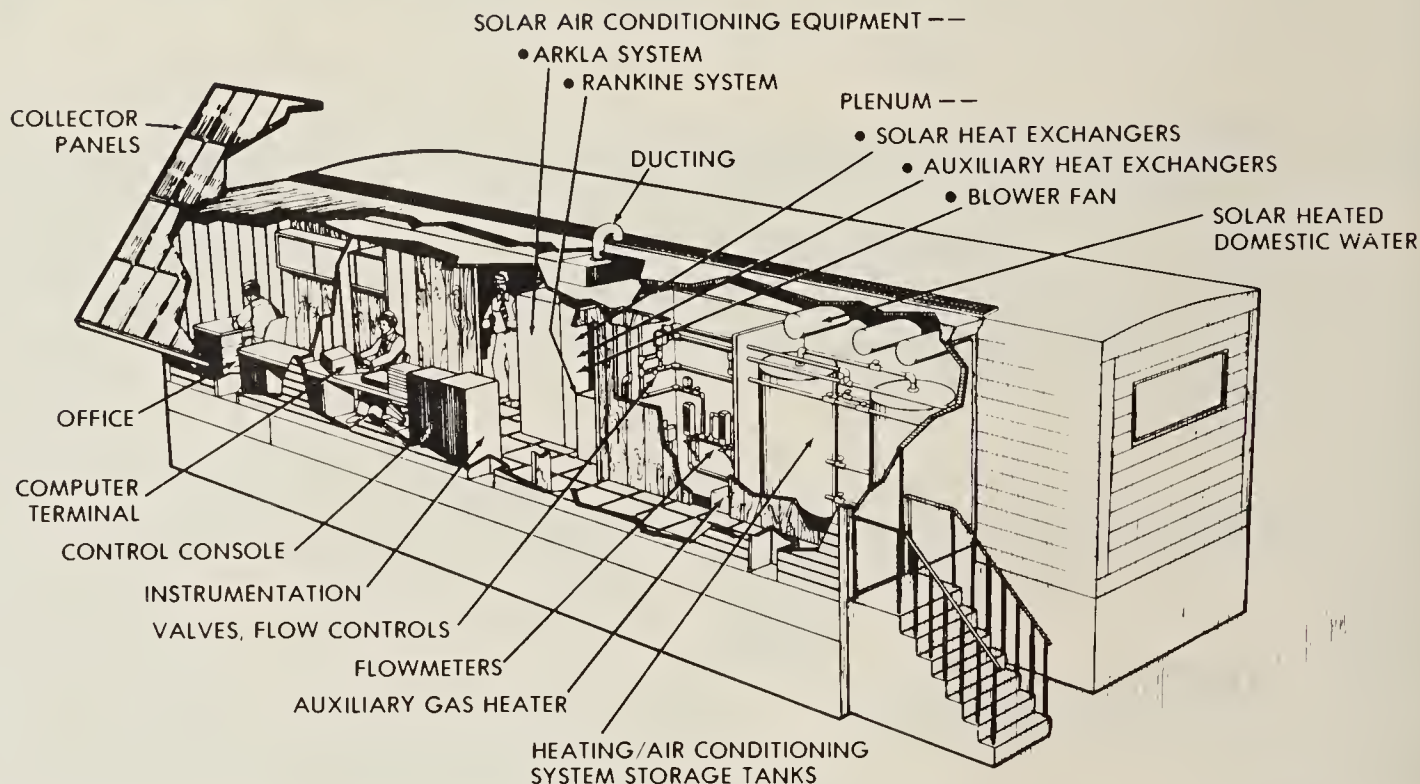 SOLAR AIR CONDITIONING EQUIPMENT --
• ARKLA SYSTEM
• RANKINE SYSTEM
COLLECTOR
PANELS
PLENUM --
• SOLAR HEAT EXCHANGERS
DUCTING
• AUXILIARY HEAT EXCHANGERS
• BLOWER FAN
SOLAR HEATED
DOMESTIC WATER
OFFICE
COMPUTER
TERMINAL
CONTROL CONSOLE
INSTRUMENTATION
VALVES, FLOW CONTROLS
FLOWMETERS
AUXILIARY GAS HEATER
HEATING/AIR CONDITIONING
SYSTEM STORAGE TANKS